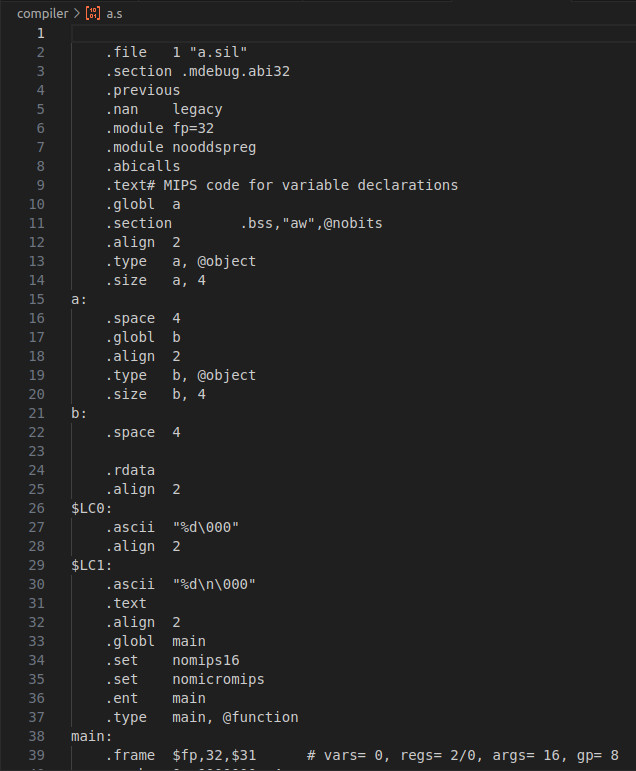 compiler > a.s
1
2 .file 1 "a.sil"
3 .section .mdebug.abi32
4 .previous
5 .nan legacy
6 .module fp=32
7 .module nooddspreg
8 .abicalls
9 .text# MIPS code for variable declarations
10 .globl a
11 .section .bss,"aw",@nobits
12 .align 2
13 .type a, @object
14 .size a, 4
15 a:
16 .space 4
17 .globl b
18 .align 2
19 .type b, @object
20 .size b, 4
21 b:
22 .space 4
23
24 .rdata
25 .align 2
26 $LC0:
27 .ascii "%d\000"
28 .align 2
29 $LC1:
30 .ascii "%d\n\000"
31 .text
32 .align 2
33 .globl main
34 .set nomips16
35 .set nomicromips
36 .ent main
37 .type main, @function
38 main:
39 .frame $fp,32,$31 # vars= 0, regs= 2/0, args= 16, gp= 8